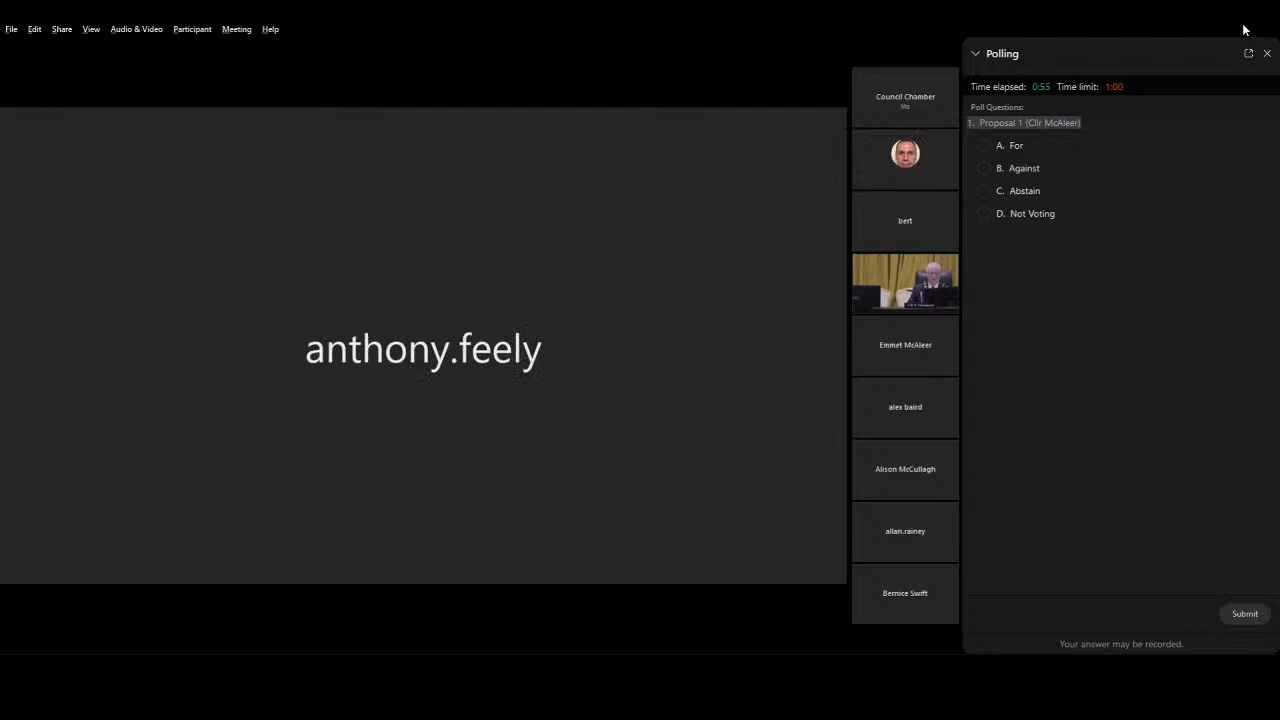 File Edit Share View Audio & Video Participant Meeting Help
Polling
Time elapsed: 0:55 Time limit: 1:00
Poll Questions:
1. Proposal 1 (Cllr McAleer)
A. For
B. Against
C. Abstain
D. Not Voting
Submit
Your answer may be recorded.
Council Chamber
Me
bert
Emmet McAleer
alex baird
Alison McCullagh
allan.rainey
Bernice Swift
anthony.feely